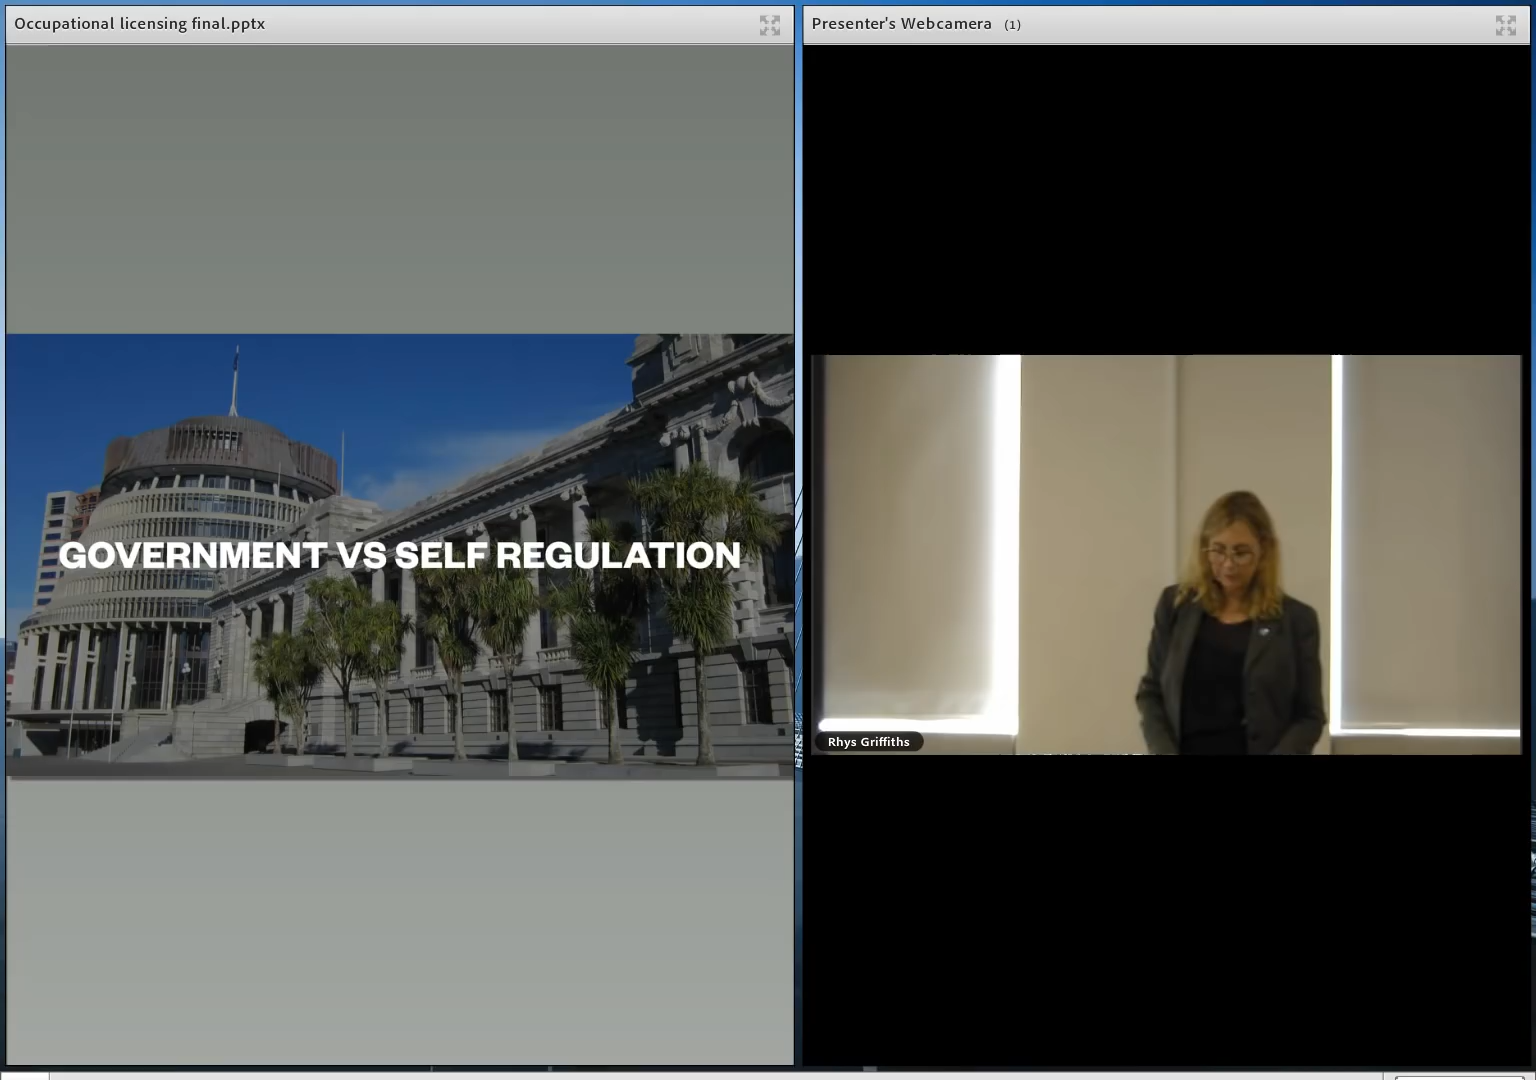 Occupational licensing final.pptx
Presenter's Webcamera (1)
GOVERNMENT VS SELF REGULATION
Rhys Griffiths